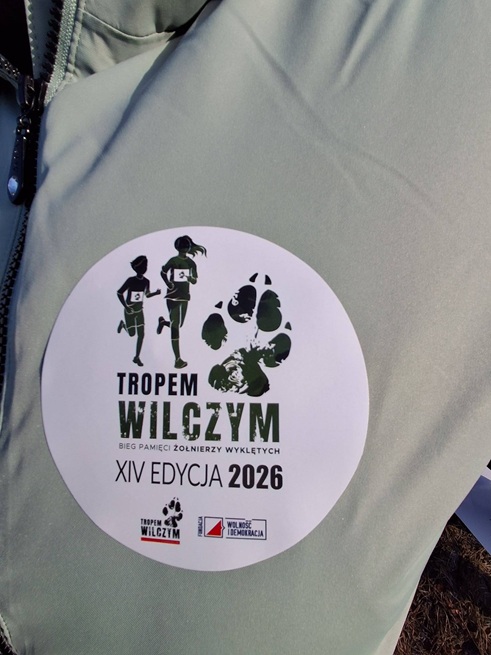 TROPEM
WILCZYM
BIEG PAMIĘCI ŻOŁNIERZY WYKLĘTYCH
XIV EDYCJA 2026
TROPEM
WILCZYM
FUNDACJA
WOLNOŚĆ
I DEMOKRACJA